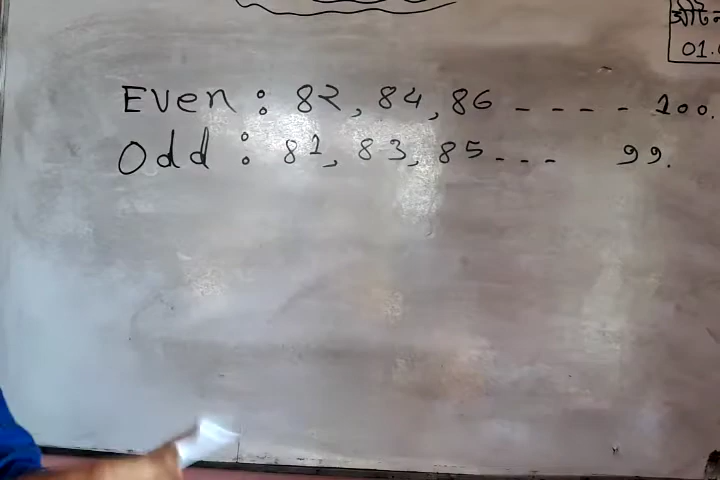 Even : 82, 84, 86 - - - - 100.
Odd : 81, 83, 85 - - - 99.
01.